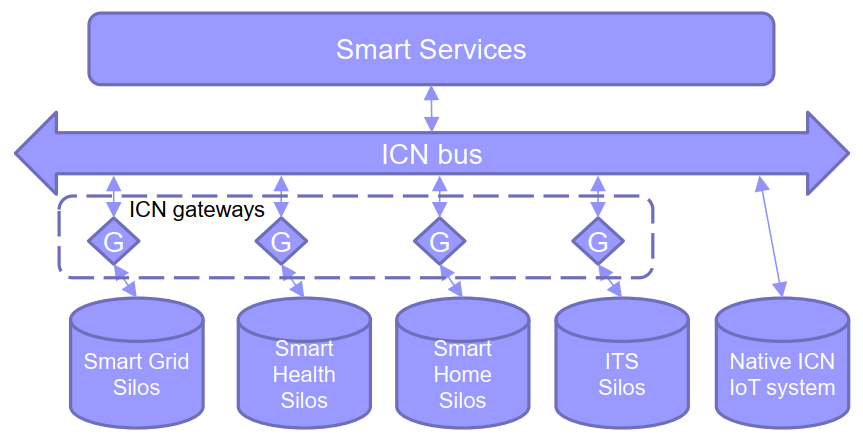 Smart Services
ICN bus
ICN gateways
G
G
G
G
Smart Grid
Silos
Smart
Health
Silos
Smart
Home
Silos
ITS
Silos
Native ICN
IoT system